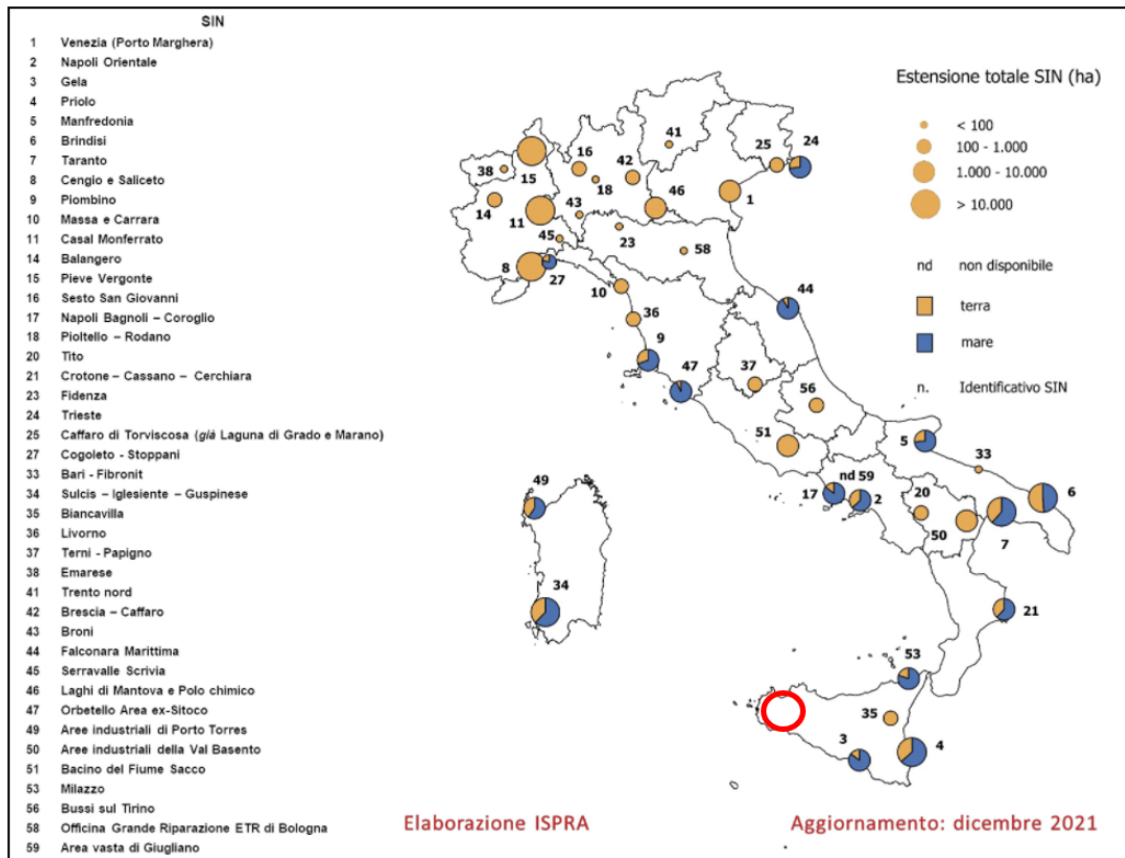 SIN
1 Venezia (Porto Marghera)
2 Napoli Orientale
3 Gela
4 Priolo
5 Manfredonia
6 Brindisi
7 Taranto
8 Cengio e Saliceto
9 Piombino
10 Massa e Carrara
11 Casal Monferrato
14 Balangero
15 Pieve Vergonte
16 Sesto San Giovanni
17 Napoli Bagnoli – Coroglio
18 Pioltello – Rodano
20 Tito
21 Crotone – Cassano – Cerchiara
23 Fidenza
24 Trieste
25 Caffaro di Torviscosa (già Laguna di Grado e Marano)
27 Cogoleto - Stoppani
33 Bari - Fibronit
34 Sulcis – Iglesiente – Guspinese
35 Biancavilla
36 Livorno
37 Terni - Papigno
38 Emarese
41 Trento nord
42 Brescia – Caffaro
43 Broni
44 Falconara Marittima
45 Serravalle Scrivia
46 Laghi di Mantova e Polo chimico
47 Orbetello Area ex-Sitoco
49 Aree industriali di Porto Torres
50 Aree industriali della Val Basento
51 Bacino del Fiume Sacco
53 Milazzo
56 Bussi sul Tirino
58 Officina Grande Riparazione ETR di Bologna
59 Area vasta di Giugliano
Estensione totale SIN (ha)
< 100
100 - 1.000
1.000 - 10.000
> 10.000
nd non disponibile
terra
mare
n. Identificativo SIN
41
25 24
16
42
38
15
18
46
1
14
11
43
23
45
58
8
27
10
44
36
9
37
47
56
51
5
33
nd 59
49
17
2
20
6
50
7
34
21
53
35
3
4
Elaborazione ISPRA
Aggiornamento: dicembre 2021